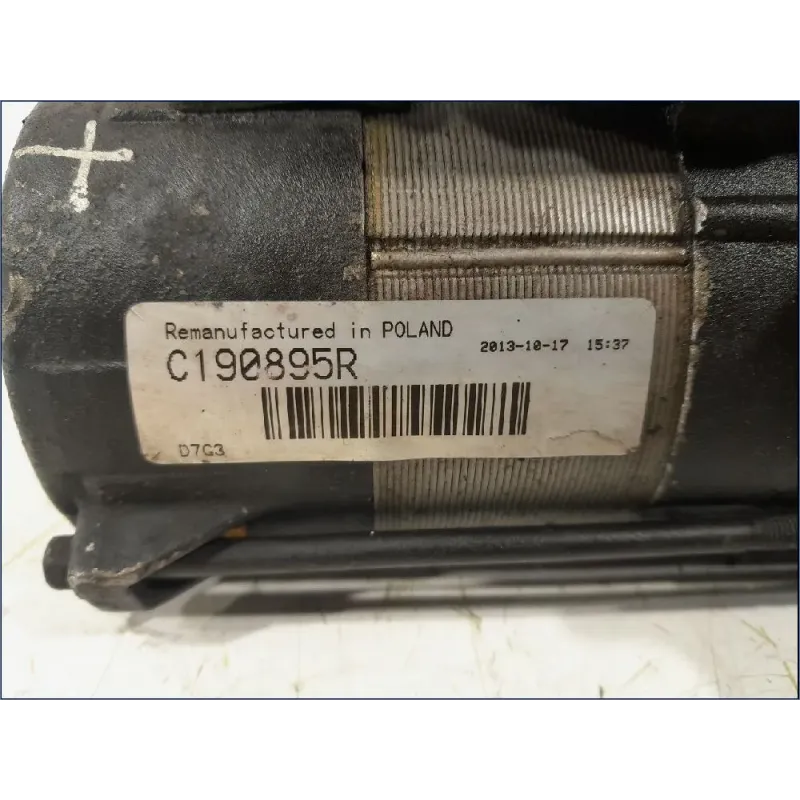 Remanufactured in POLAND
2013-10-17 15:37
C190895R
D7G3